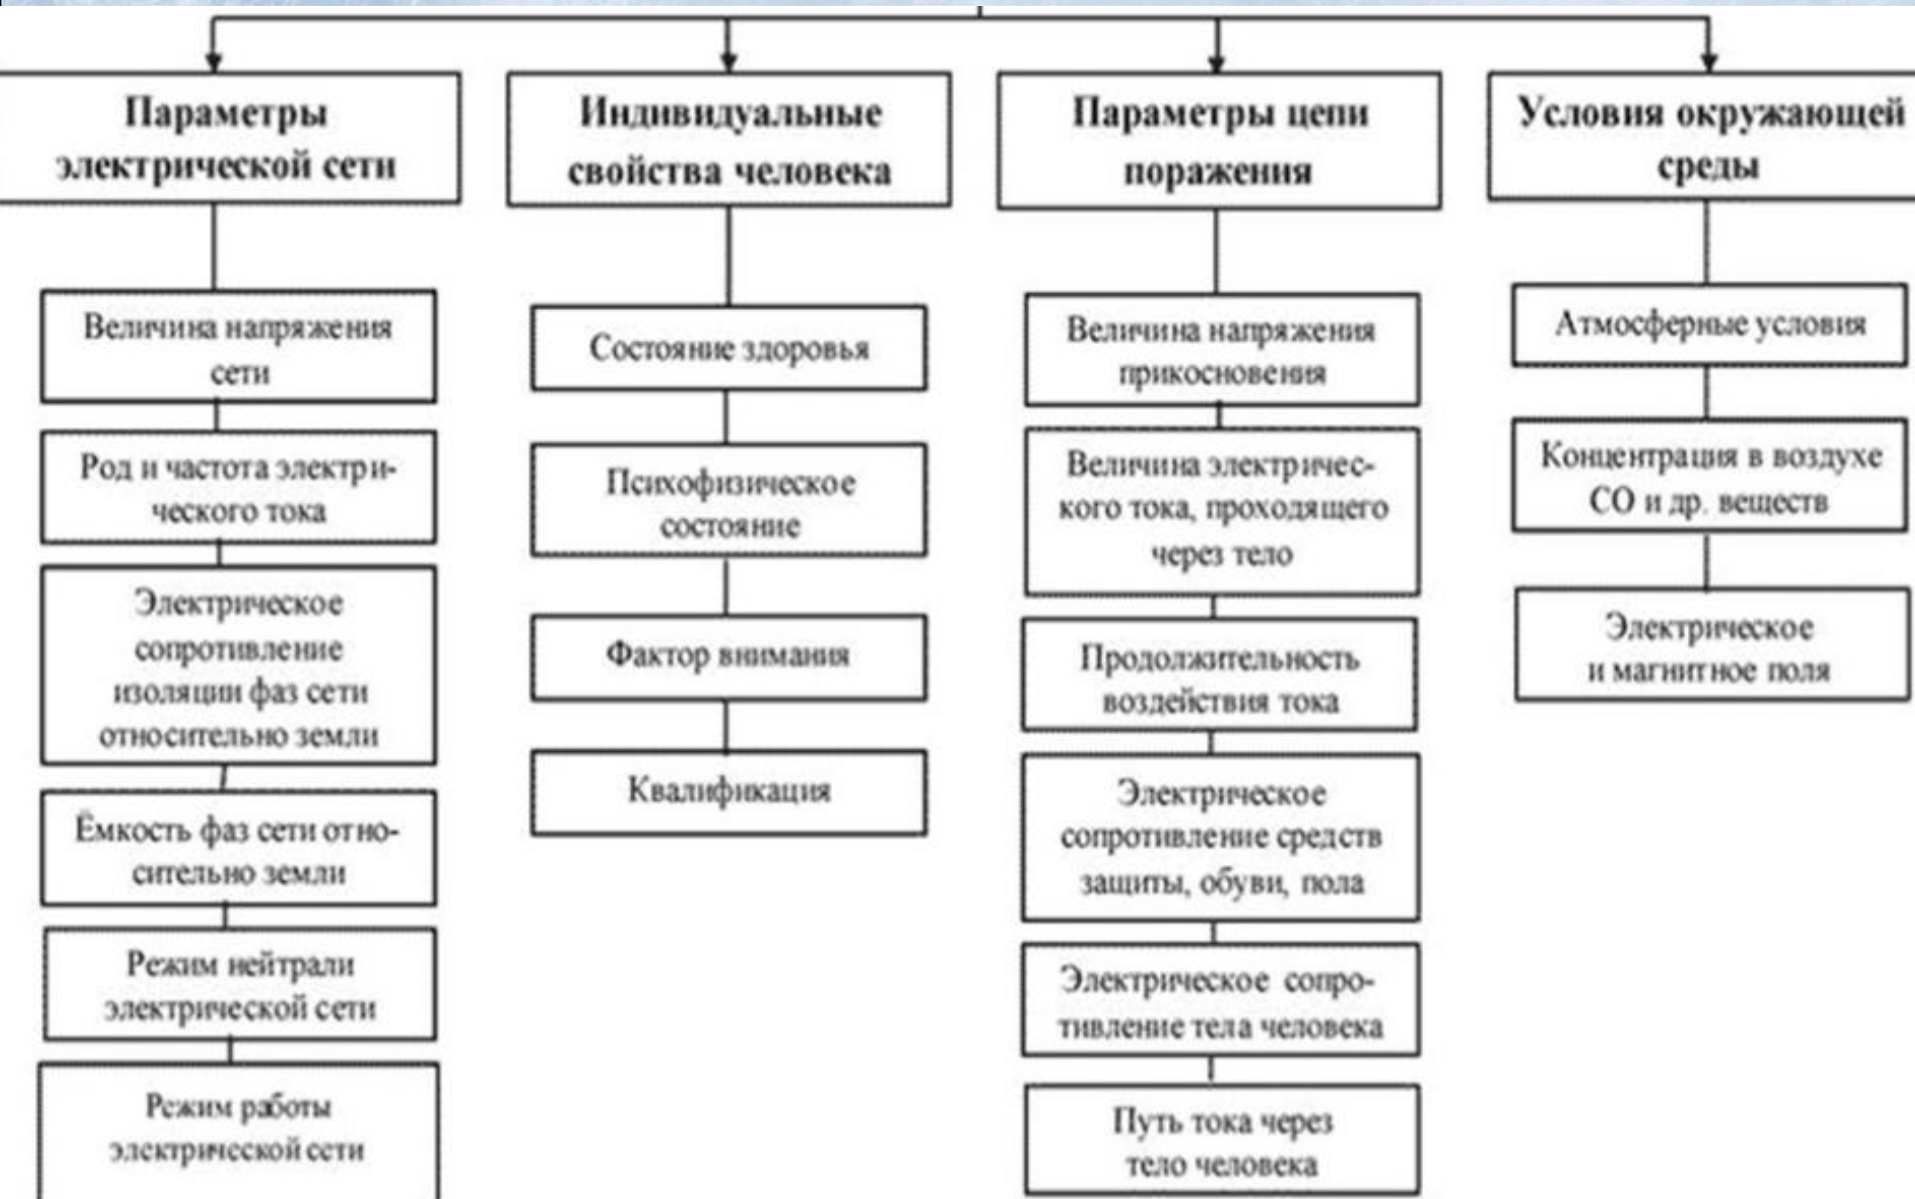 Параметры
электрической сети
Величина напряжения
сети
Род и частота электри-
ческого тока
Электрическое
сопротивление
изоляции фаз сети
относительно земли
Ёмкость фаз сети отно-
сительно земли
Режим нейтрали
электрической сети
Режим работы
электрической сети
Индивидуальные
свойства человека
Состояние здоровья
Психофизическое
состояние
Фактор внимания
Квалификация
Параметры цепи
поражения
Величина напряжения
прикосновения
Величина электричес-
кого тока, проходящего
через тело
Продолжительность
воздействия тока
Электрическое
сопротивление средств
защиты, обуви, пола
Электрическое сопро-
тивление тела человека
Путь тока через
тело человека
Условия окружающей
среды
Атмосферные условия
Концентрация в воздухе
СО и др. веществ
Электрическое
и магнитное поля